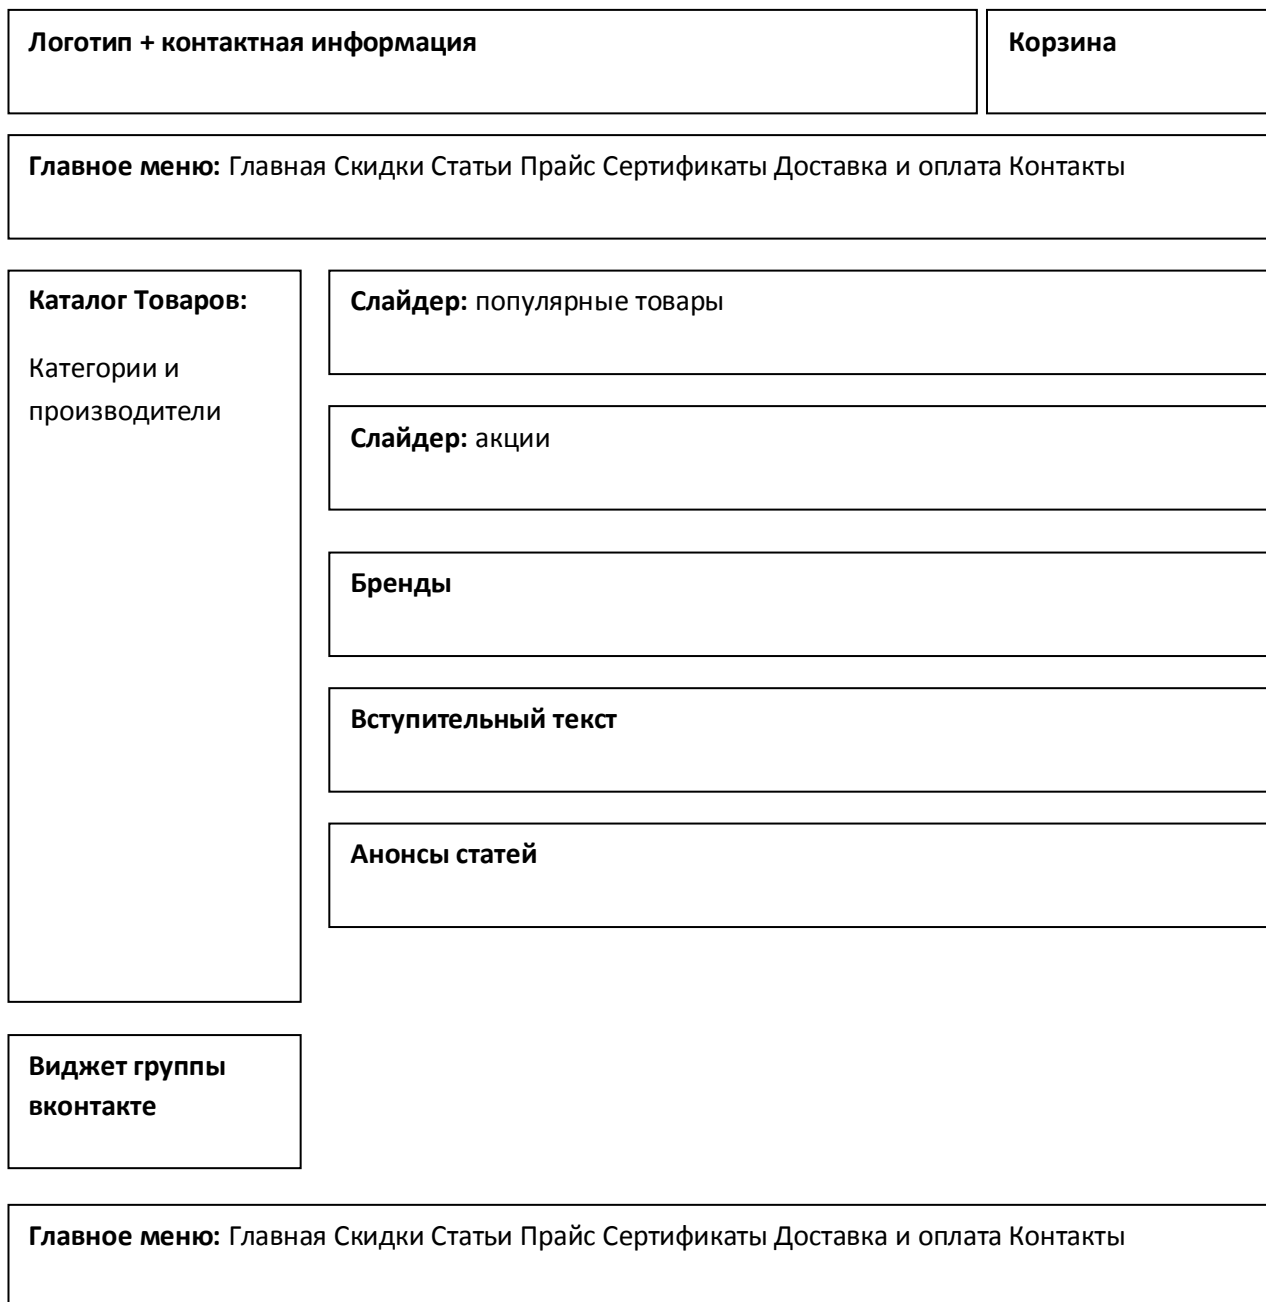 Логотип + контактная информация
Корзина
Главное меню: Главная Скидки Статьи Прайс Сертификаты Доставка и оплата Контакты
Каталог Товаров:
Категории и
производители
Слайдер: популярные товары
Слайдер: акции
Бренды
Вступительный текст
Анонсы статей
Виджет группы
вконтакте
Главное меню: Главная Скидки Статьи Прайс Сертификаты Доставка и оплата Контакты